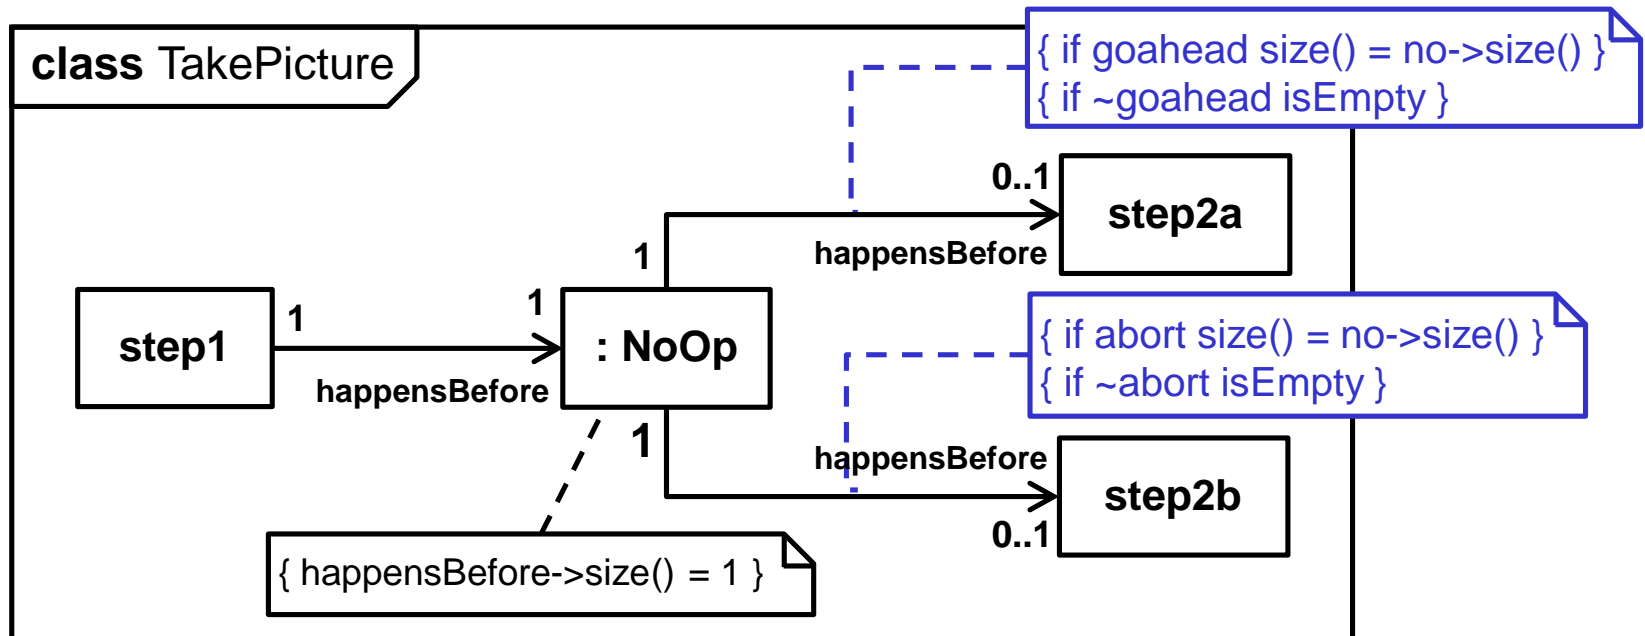 class TakePicture
{ if goahead size() = no->size() }
{ if ~goahead isEmpty }
0..1
step2a
happensBefore
1
step1
1
1
: NoOp
happensBefore
{ if abort size() = no->size() }
{ if ~abort isEmpty }
1
happensBefore
step2b
0..1
{ happensBefore->size() = 1 }